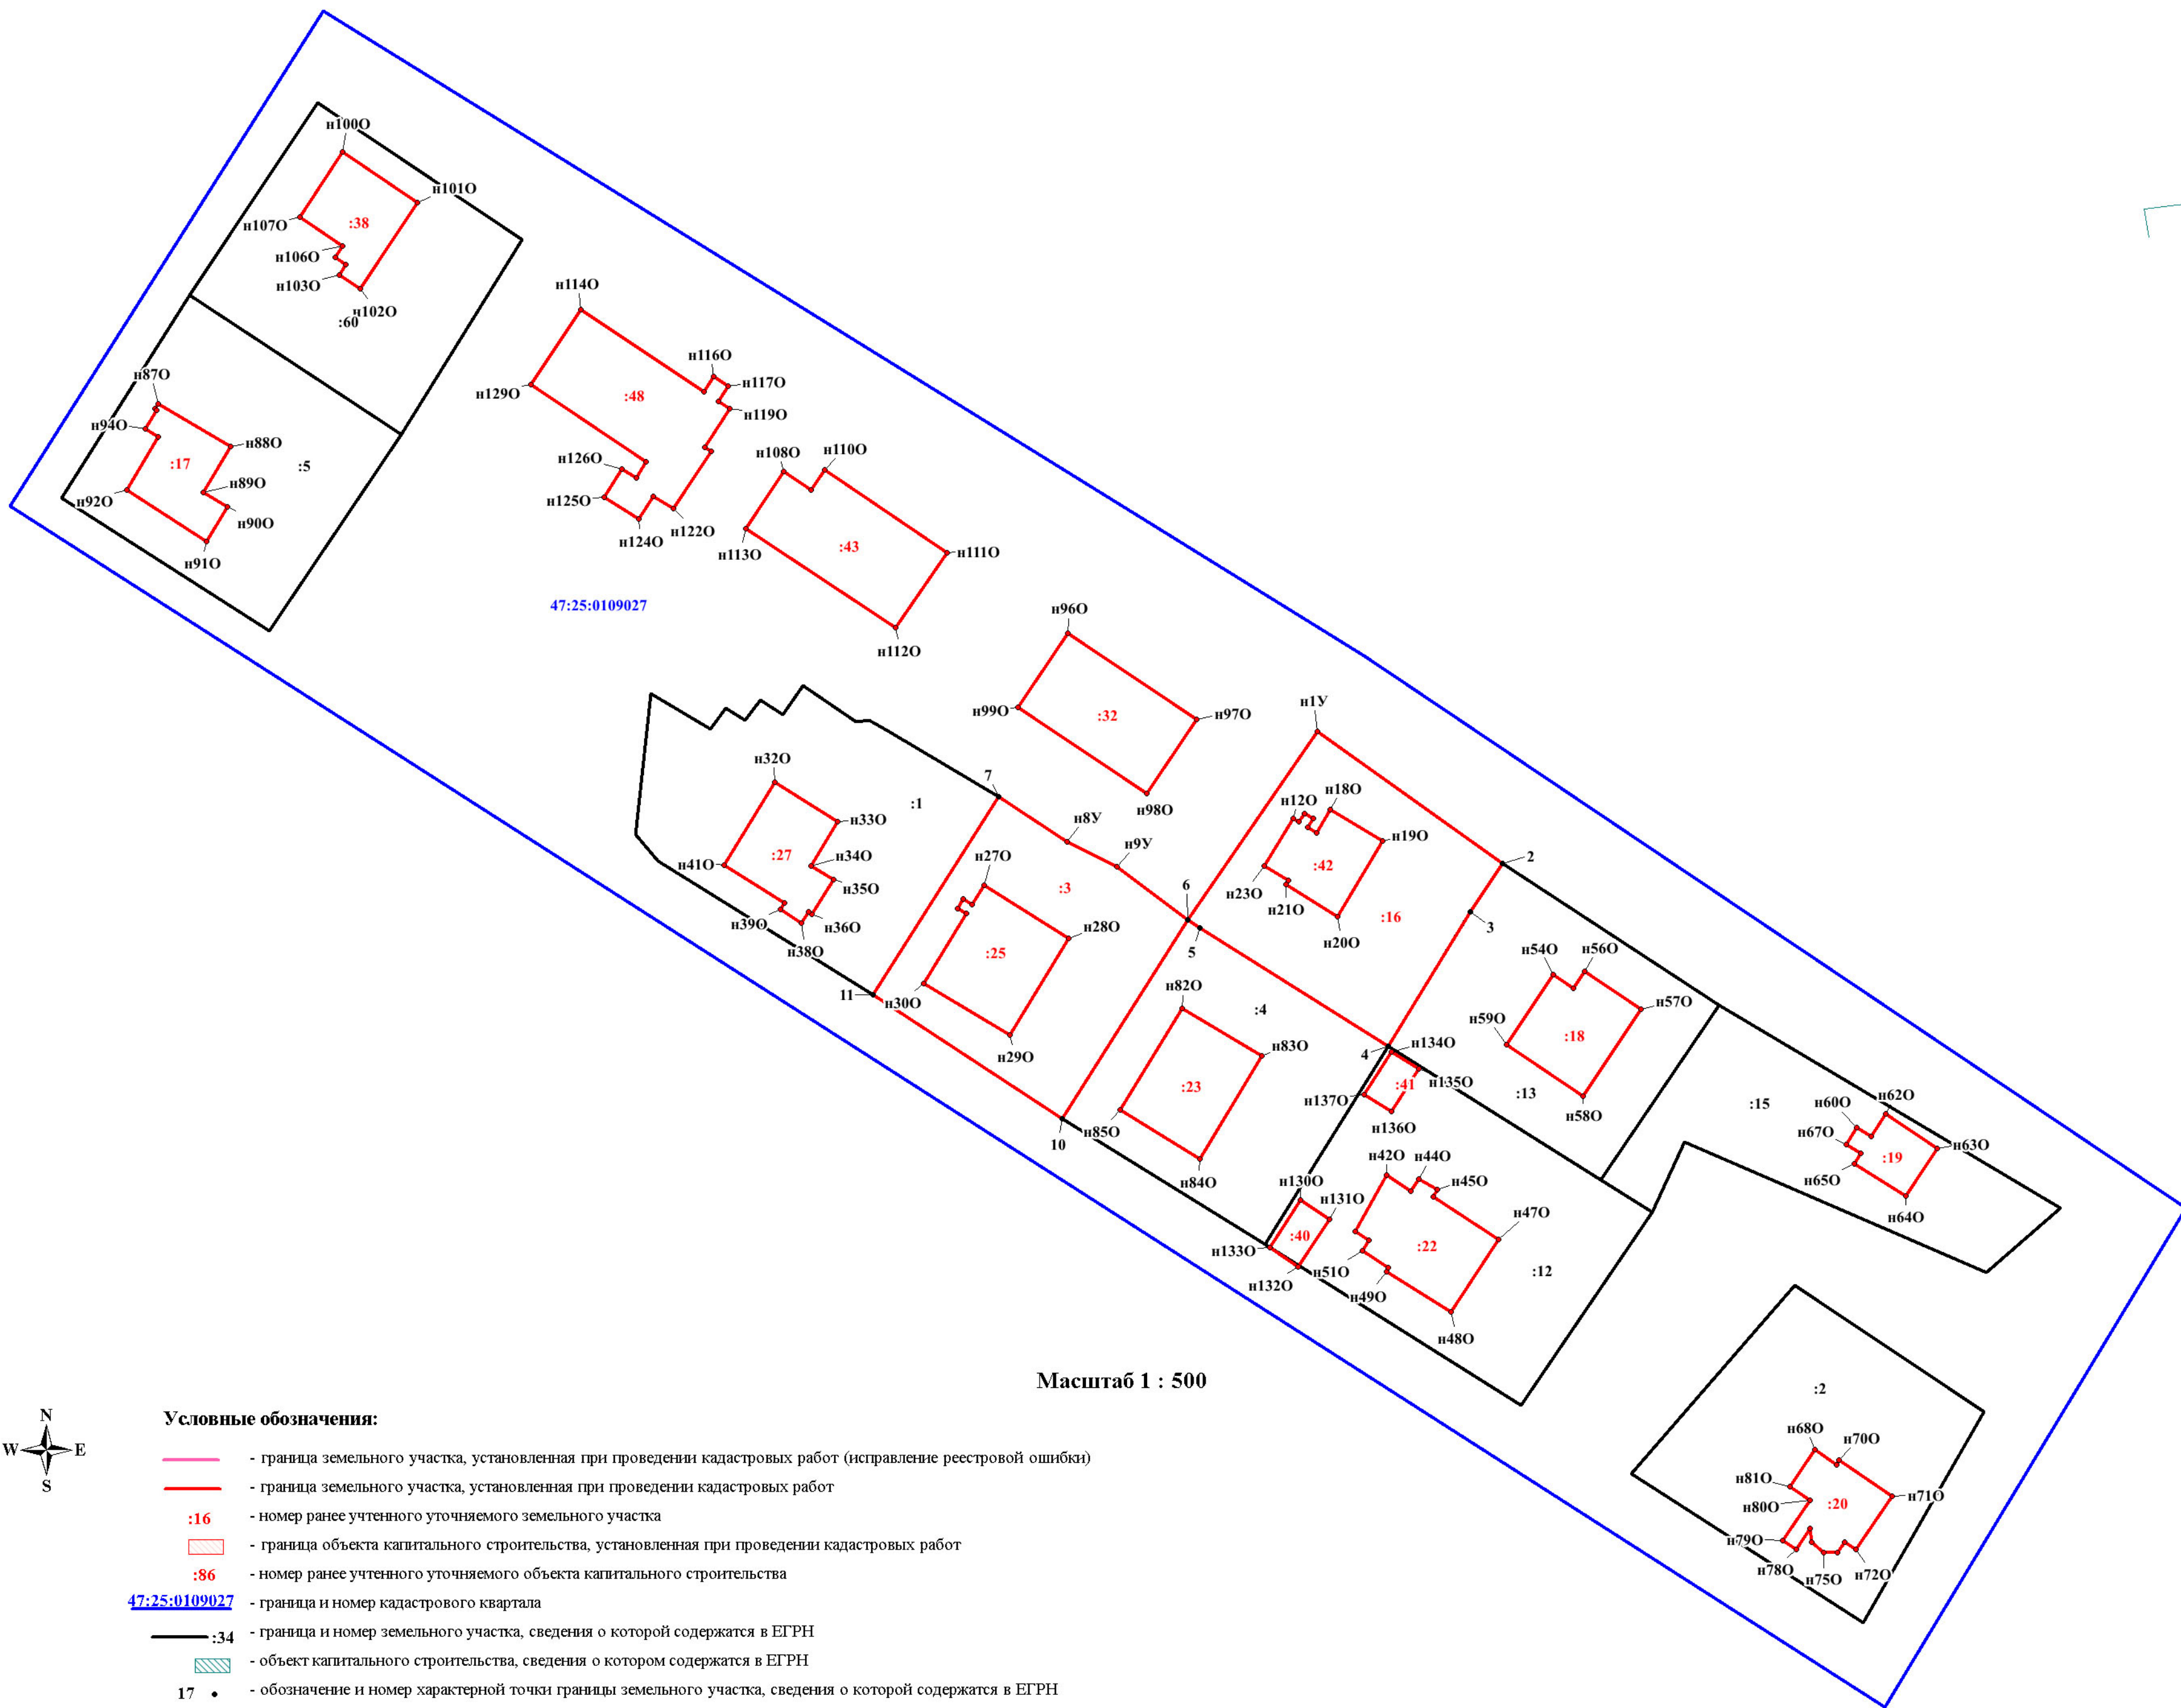 н100О
н101О
н107О
:38
н106О
н103О
н102О
:60
н114О
н116О
н117О
н87О
н129О
:48
н119О
н94О
н88О
:17
:5
н108О
н110О
н126О
н89О
н92О
н125О
н90О
н124О
н122О
н113О
:43
н111О
н91О
47:25:0109027
н96О
н112О
н1У
н99О
:32
н97О
н32О
7
:1
н98О
н12О
н18О
н33О
н8У
н19О
н9У
:27
н34О
н27О
н41О
:42
2
н35О
:3
6
н23О
н21О
:16
н39О
н36О
н28О
3
н20О
н38О
:25
5
н54О
н56О
11
н30О
н82О
:4
н57О
н59О
н29О
н83О
4
н134О
:18
:23
:41
н135О
:13
н137О
н58О
:15
н60О
н62О
10
н85О
н136О
н67О
н63О
н84О
н42О
н44О
:19
н130О
н131О
н45О
н65О
н64О
н47О
:40
:22
н133О
н132О
н51О
:12
н49О
н48О
Масштаб 1 : 500
:2
н68О
н70О
н81О
н80О
:20
н71О
н79О
н78О
н75О
н72О
N
W E
S
Условные обозначения:
- граница земельного участка, установленная при проведении кадастровых работ (исправление реестровой ошибки)
- граница земельного участка, установленная при проведении кадастровых работ
:16 - номер ранее учтенного уточняемого земельного участка
- граница объекта капитального строительства, установленная при проведении кадастровых работ
:86 - номер ранее учтенного уточняемого объекта капитального строительства
47:25:0109027 - граница и номер кадастрового квартала
:34 - граница и номер земельного участка, сведения о которой содержатся в ЕГРН
- объект капитального строительства, сведения о котором содержатся в ЕГРН
17 • - обозначение и номер характерной точки границы земельного участка, сведения о которой содержатся в ЕГРН